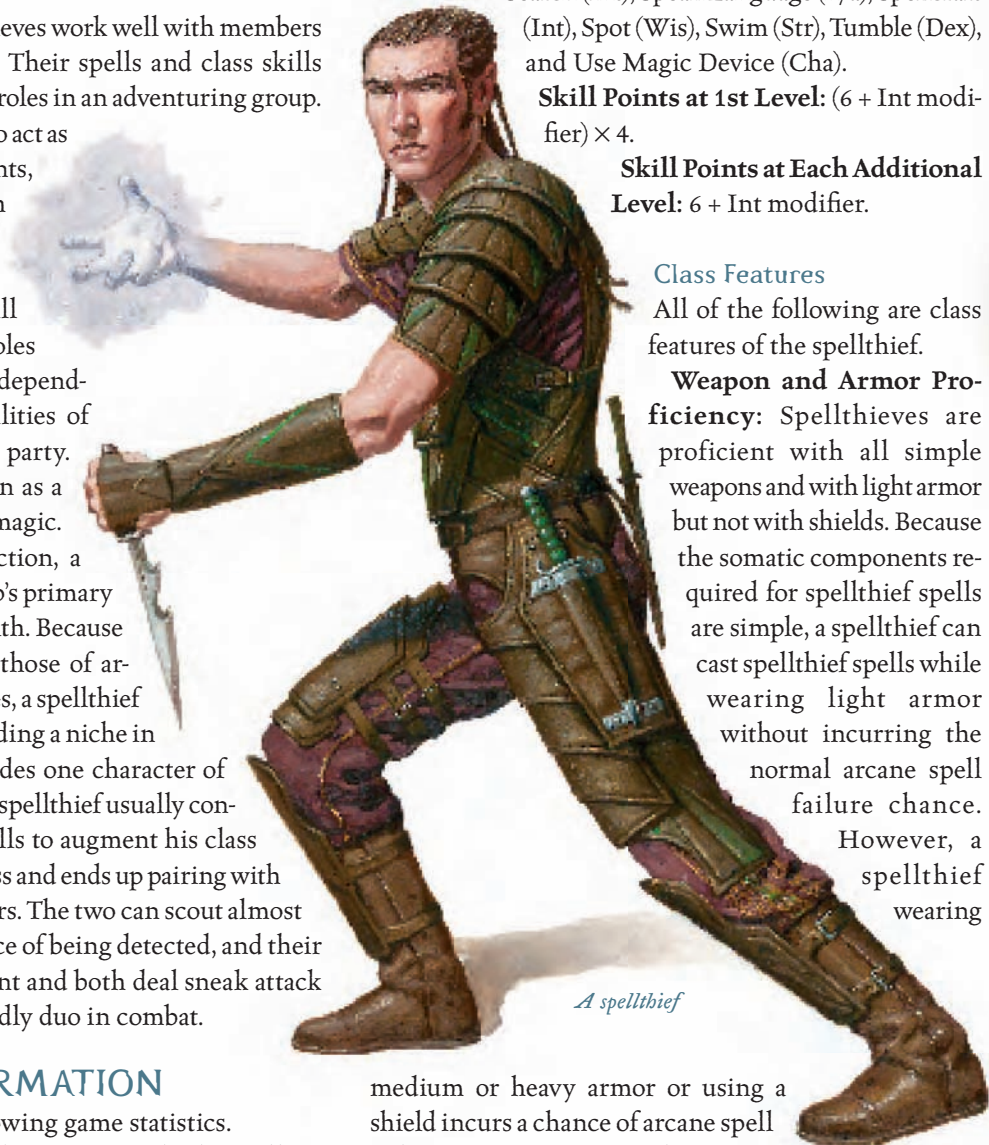 eves work well with members
Their spells and class skills
roles in an adventuring group.
o act as
nts,
n
ll
oles
depend-
lities of
party.
n as a
magic.
ction, a
o's primary
th. Because
those of ar-
es, a spellthief
ding a niche in
des one character of
spellthief usually con-
lls to augment his class
ss and ends up pairing with
rs. The two can scout almost
ce of being detected, and their
nt and both deal sneak attack
dly duo in combat.
RMATION
owing game statistics.
(Int), Spot (Wis), Swim (Str), Tumble (Dex),
and Use Magic Device (Cha).
Skill Points at 1st Level: (6 + Int modi-
fier) × 4.
Skill Points at Each Additional
Level: 6 + Int modifier.
Class Features
All of the following are class
features of the spellthief.
Weapon and Armor Pro-
ficiency: Spellthieves are
proficient with all simple
weapons and with light armor
but not with shields. Because
the somatic components re-
quired for spellthief spells
are simple, a spellthief can
cast spellthief spells while
wearing light armor
without incurring the
normal arcane spell
failure chance.
However, a
spellthief
wearing
A spellthief
medium or heavy armor or using a
shield incurs a chance of arcane spell